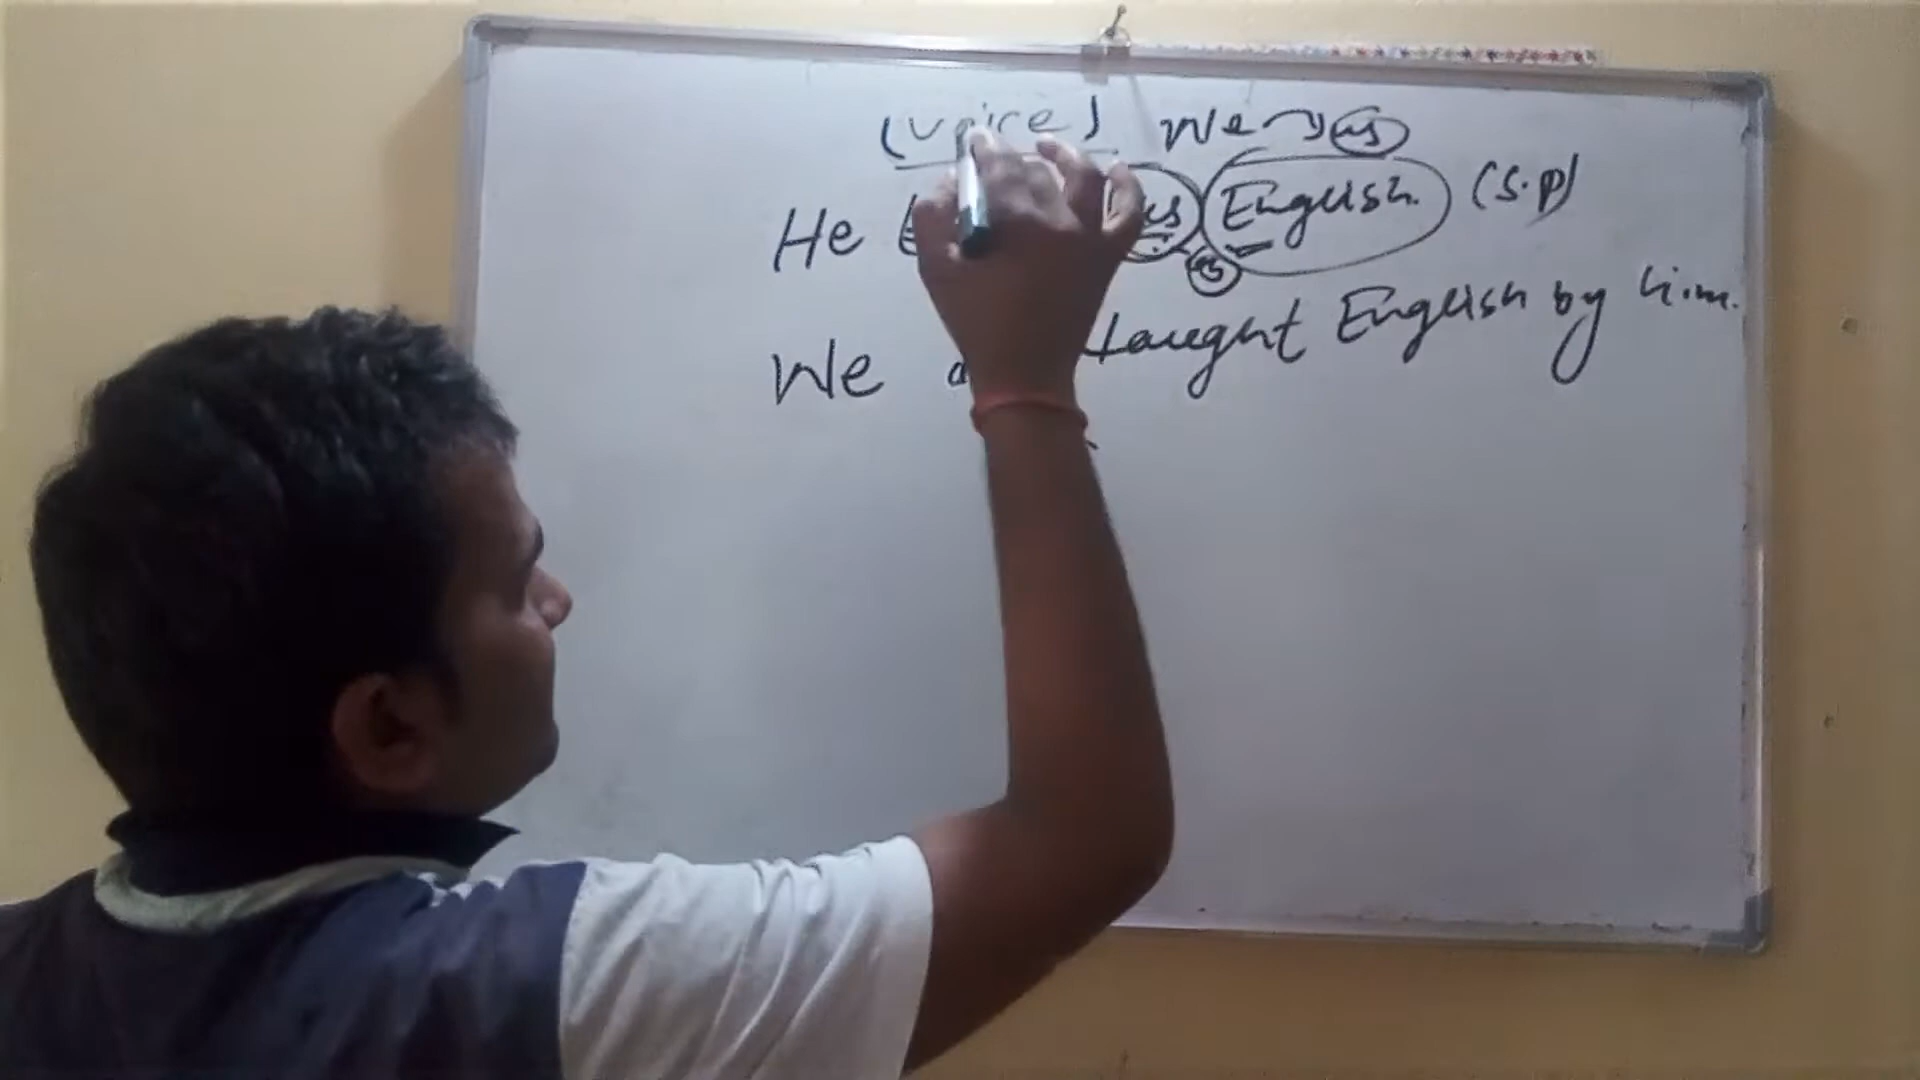 (Voice) We → us
He us English. (S.P)
We taught English by him.